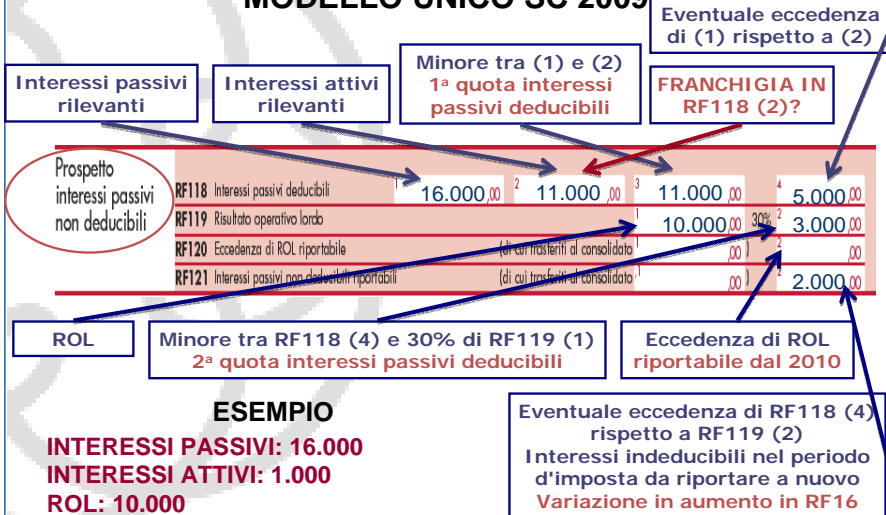 MODELLO UNICO SC 2009
Eventuale eccedenza
di (1) rispetto a (2)
Interessi passivi
rilevanti
Interessi attivi
rilevanti
Minore tra (1) e (2)
1ª quota interessi
passivi deducibili
FRANCHIGIA IN
RF118 (2)?
Prospetto
interessi passivi
non deducibili
RF118 Interessi passivi deducibili 1 16.000,00 2 11.000,00 3 11.000,00 4 5.000,00
RF119 Risultato operativo lordo 1 10.000,00 30% 2 3.000,00
RF120 Eccedenza di ROL riportabile (di cui trasferiti al consolidato 1 ,00 ) 2 ,00
RF121 Interessi passivi non deducibili riportabili (di cui trasferiti al consolidato 1 ,00 ) 2 2.000,00
ROL
Minore tra RF118 (4) e 30% di RF119 (1)
2ª quota interessi passivi deducibili
Eccedenza di ROL
riportabile dal 2010
ESEMPIO
INTERESSI PASSIVI: 16.000
INTERESSI ATTIVI: 1.000
ROL: 10.000
Eventuale eccedenza di RF118 (4)
rispetto a RF119 (2)
Interessi indeducibili nel periodo
d'imposta da riportare a nuovo
Variazione in aumento in RF16